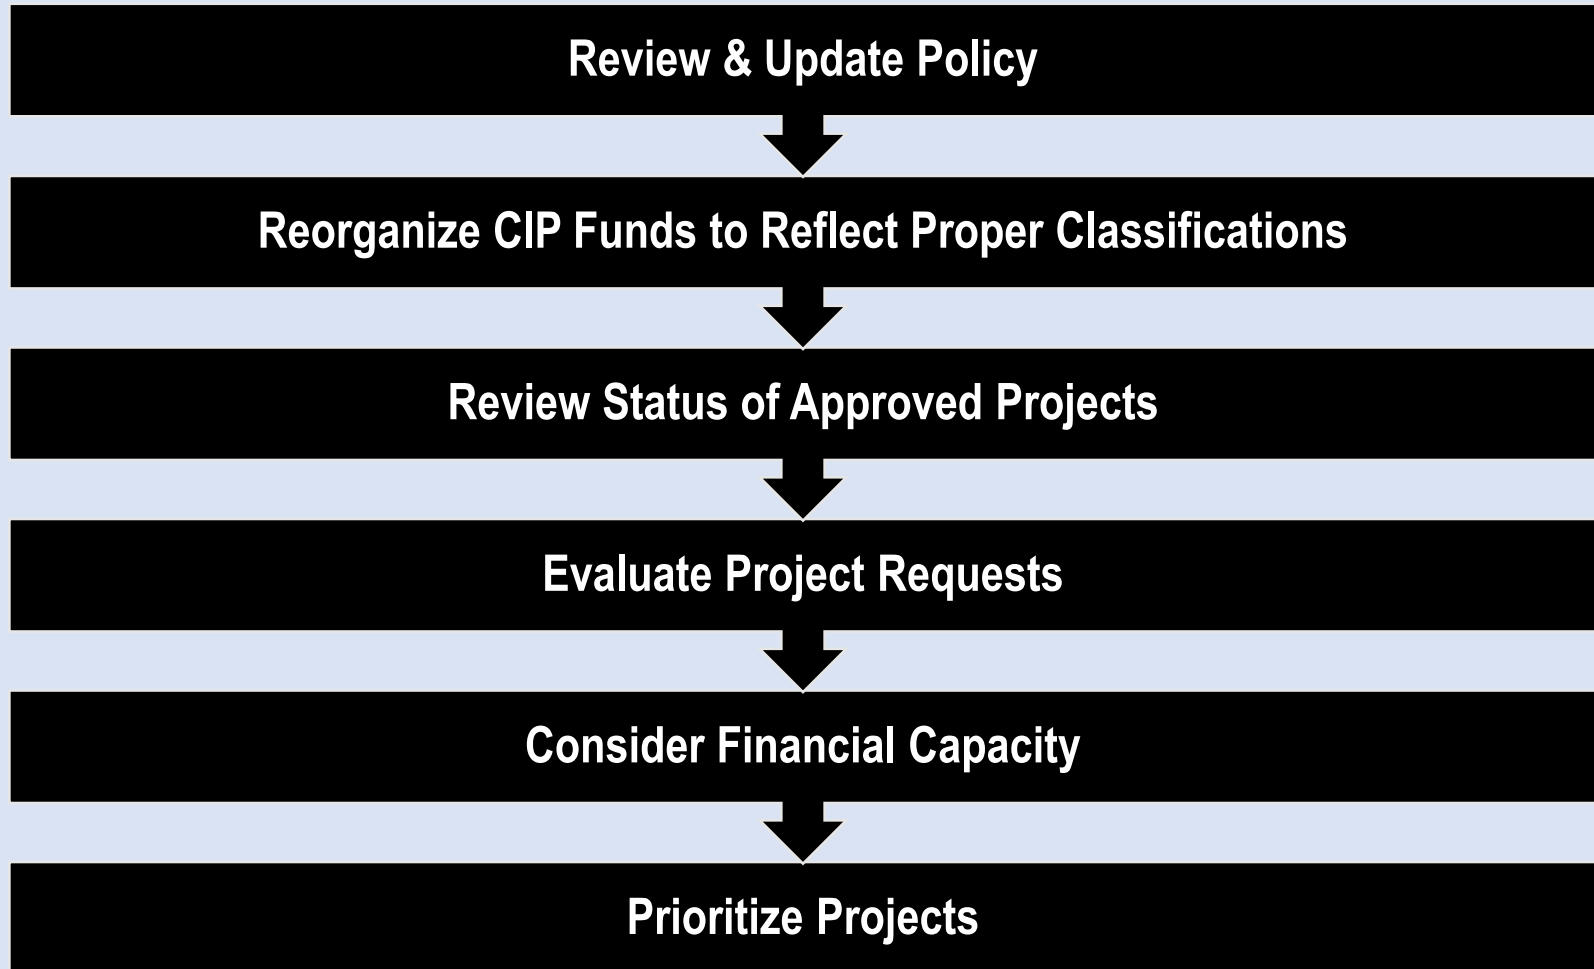 Review & Update Policy
Reorganize CIP Funds to Reflect Proper Classifications
Review Status of Approved Projects
Evaluate Project Requests
Consider Financial Capacity
Prioritize Projects